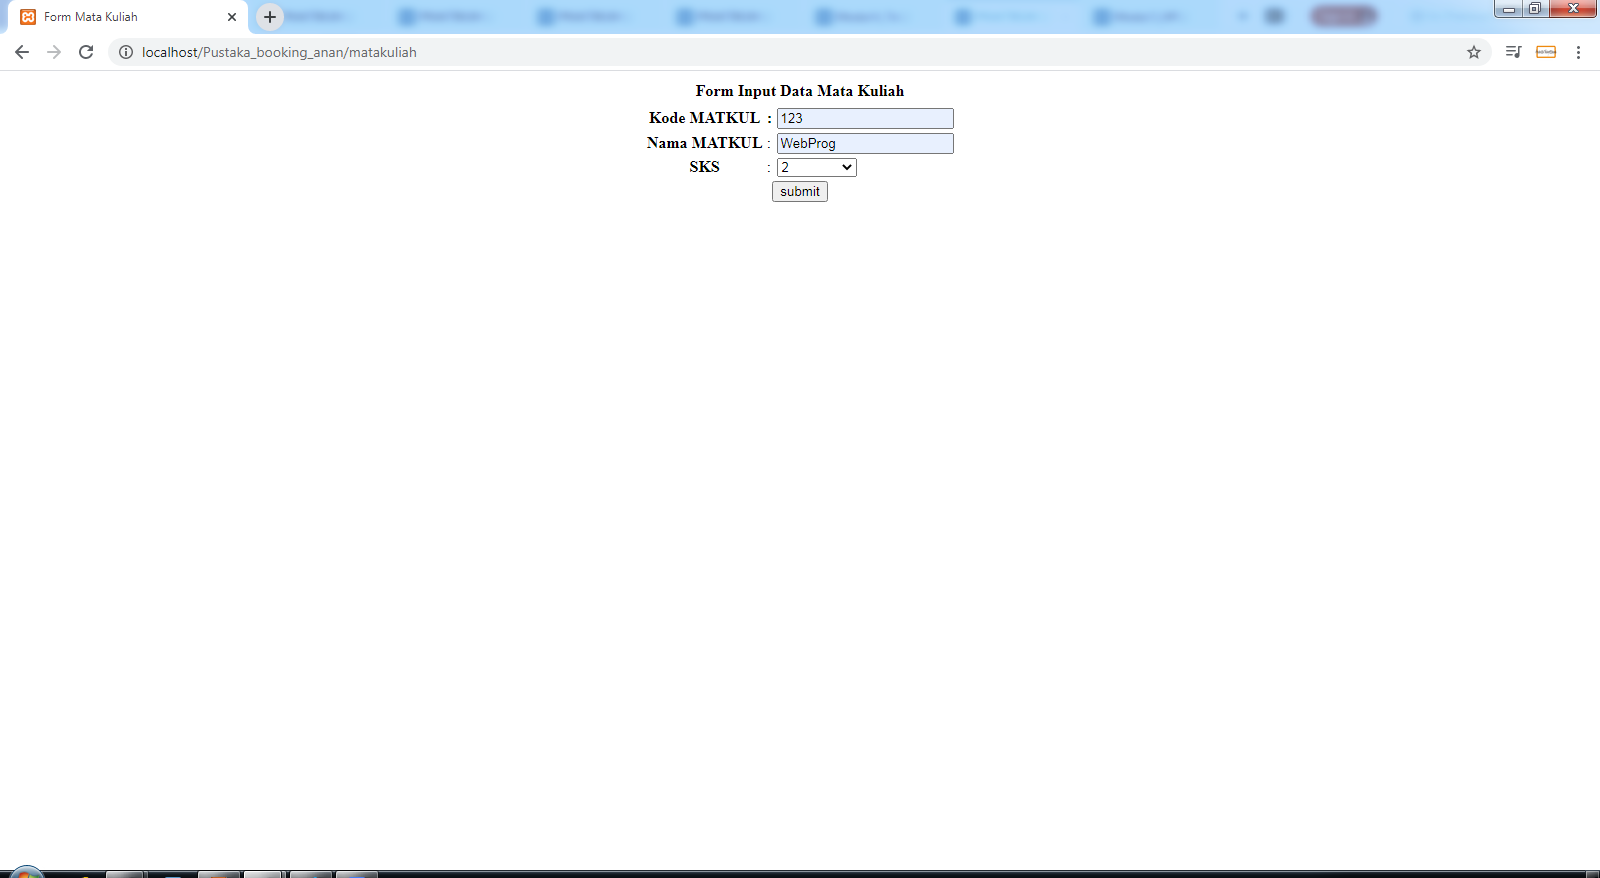 Form Mata Kuliah
localhost/Pustaka_booking_anan/matakuliah
Form Input Data Mata Kuliah
Kode MATKUL : 123
Nama MATKUL : WebProg
SKS : 2
submit